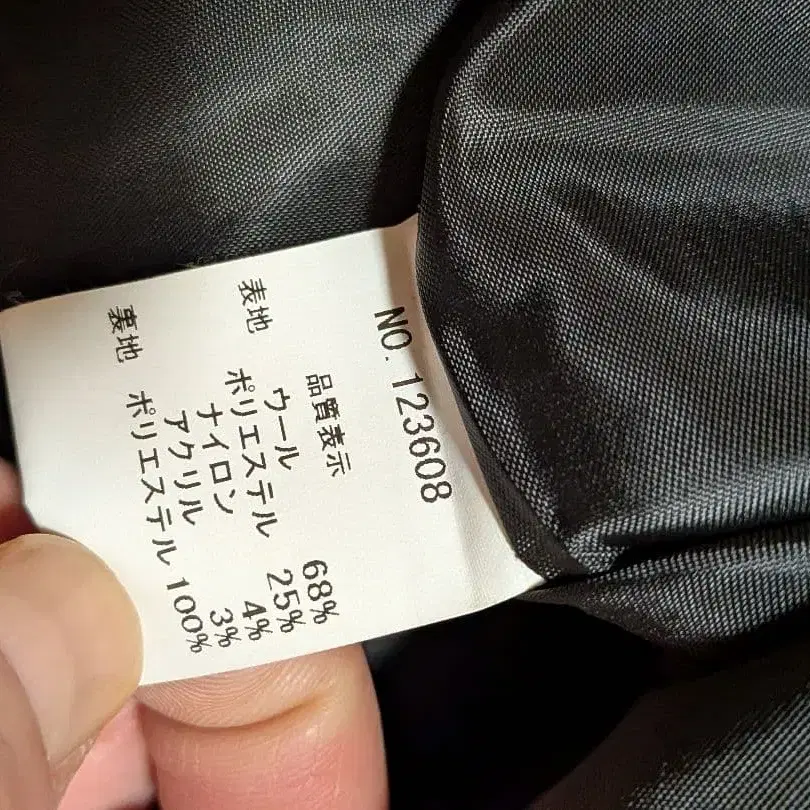 NO. 123608
品質表示
表地 ウール 68%
ポリエステル 25%
ナイロン 4%
アクリル 3%
裏地 ポリエステル 100%